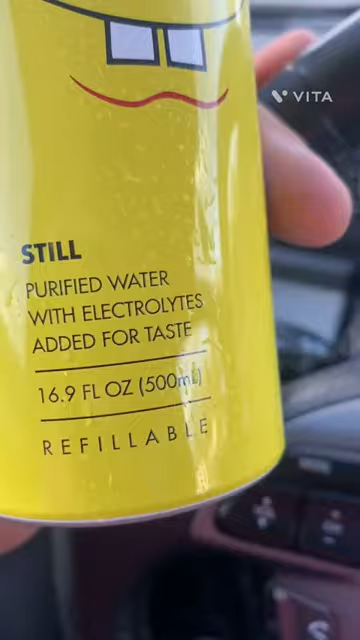 VITA
STILL
PURIFIED WATER
WITH ELECTROLYTES
ADDED FOR TASTE
16.9 FL OZ (500mL)
REFILLABLE